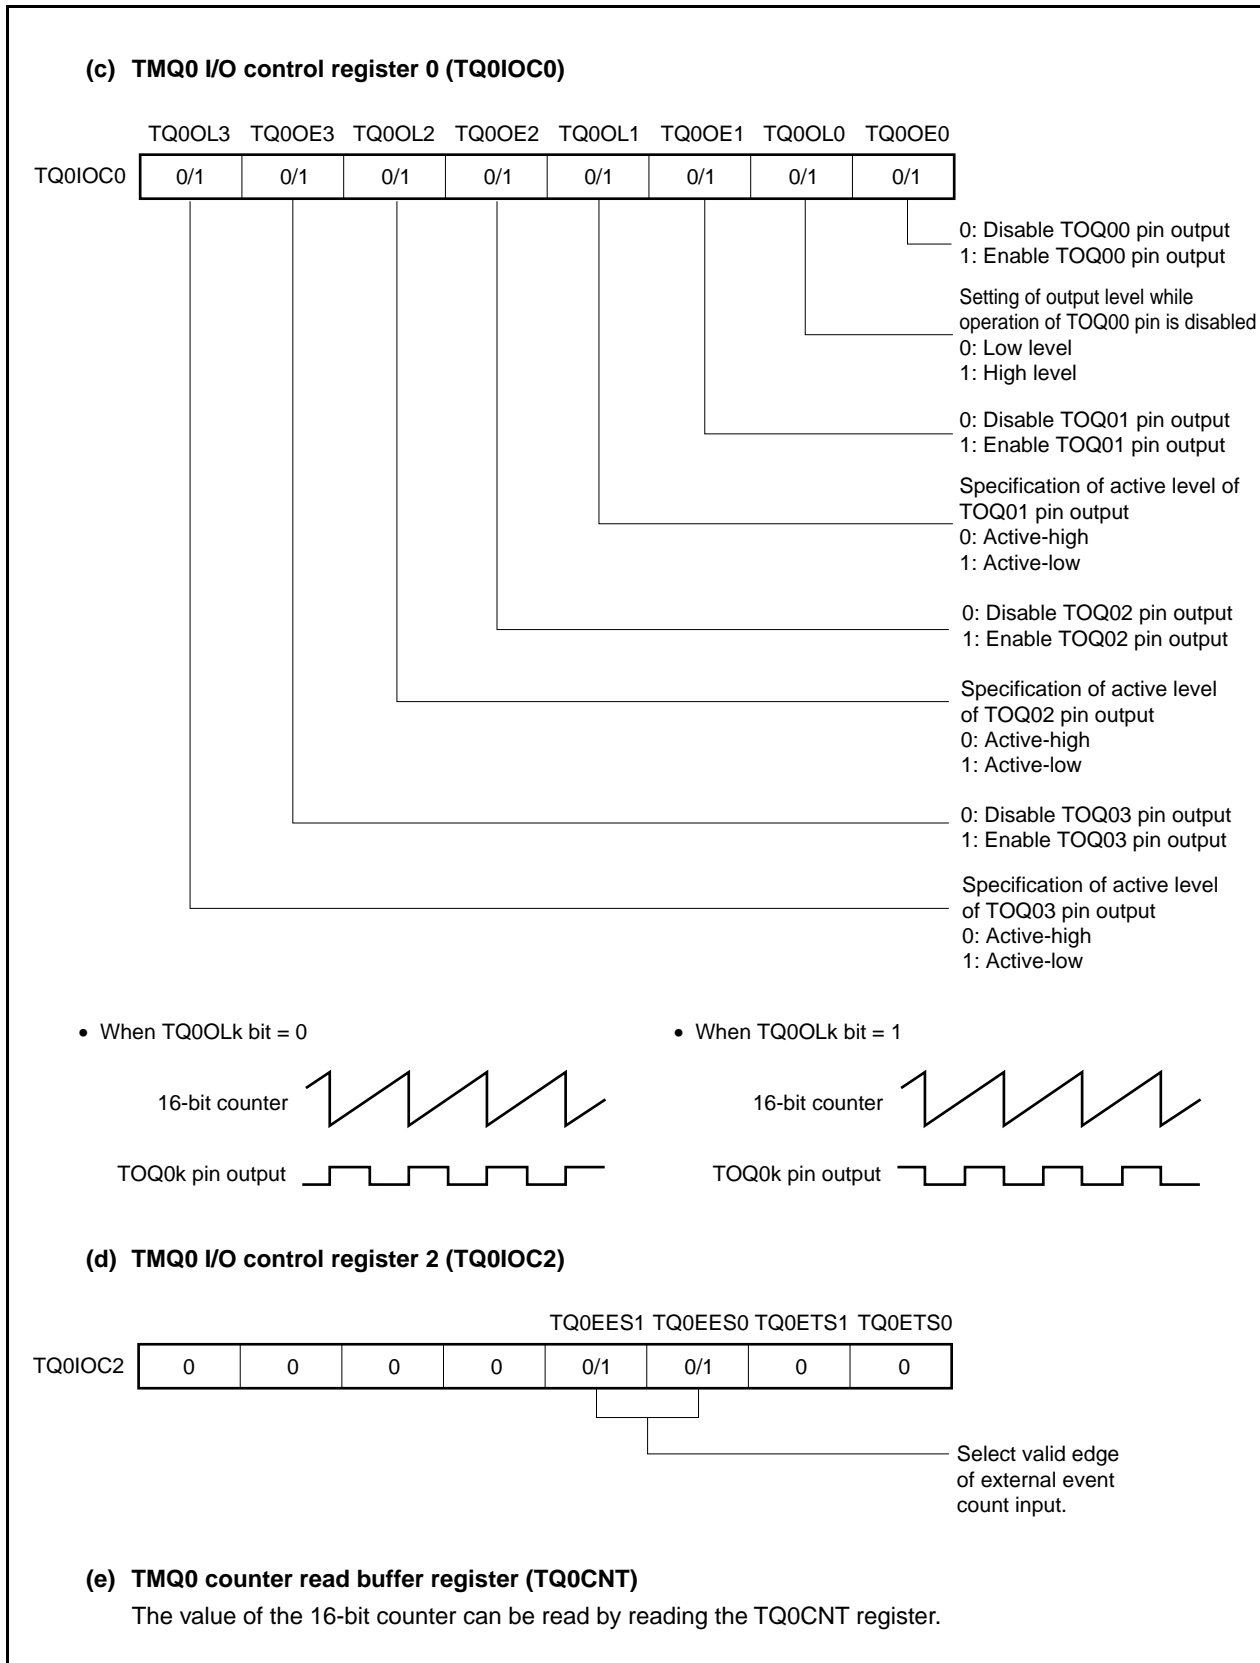 (c) TMQ0 I/O control register 0 (TQ0IOC0)
TQ0OL3 TQ0OE3 TQ0OL2 TQ0OE2 TQ0OL1 TQ0OE1 TQ0OL0 TQ0OE0
TQ0IOC0 0/1 0/1 0/1 0/1 0/1 0/1 0/1 0/1
0: Disable TOQ00 pin output
1: Enable TOQ00 pin output
Setting of output level while
operation of TOQ00 pin is disabled
0: Low level
1: High level
0: Disable TOQ01 pin output
1: Enable TOQ01 pin output
Specification of active level of
TOQ01 pin output
0: Active-high
1: Active-low
0: Disable TOQ02 pin output
1: Enable TOQ02 pin output
Specification of active level
of TOQ02 pin output
0: Active-high
1: Active-low
0: Disable TOQ03 pin output
1: Enable TOQ03 pin output
Specification of active level
of TOQ03 pin output
0: Active-high
1: Active-low
• When TQ0OLk bit = 0
16-bit counter
TOQ0k pin output
• When TQ0OLk bit = 1
16-bit counter
TOQ0k pin output
(d) TMQ0 I/O control register 2 (TQ0IOC2)
TQ0EES1 TQ0EES0 TQ0ETS1 TQ0ETS0
TQ0IOC2 0 0 0 0 0/1 0/1 0 0
Select valid edge
of external event
count input.
(e) TMQ0 counter read buffer register (TQ0CNT)
The value of the 16-bit counter can be read by reading the TQ0CNT register.